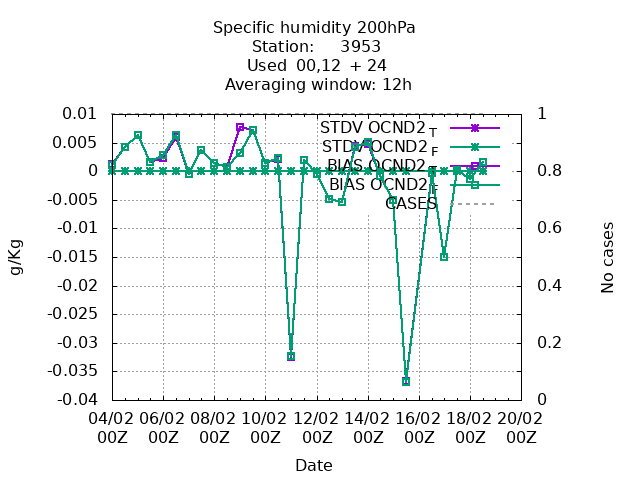 Specific humidity 200hPa
Station: 3953
Used 00,12 + 24
Averaging window: 12h
0.01
0.005
0
-0.005
-0.01
-0.015
-0.02
-0.025
-0.03
-0.035
-0.04
g/Kg
1
0.8
0.6
0.4
0.2
0
No cases
STDV OCND2 T
STDV OCND2 F
BIAS OCND2 T
BIAS OCND2 F
CASES
04/02 06/02 08/02 10/02 12/02 14/02 16/02 18/02 20/02
00Z 00Z 00Z 00Z 00Z 00Z 00Z 00Z 00Z
Date